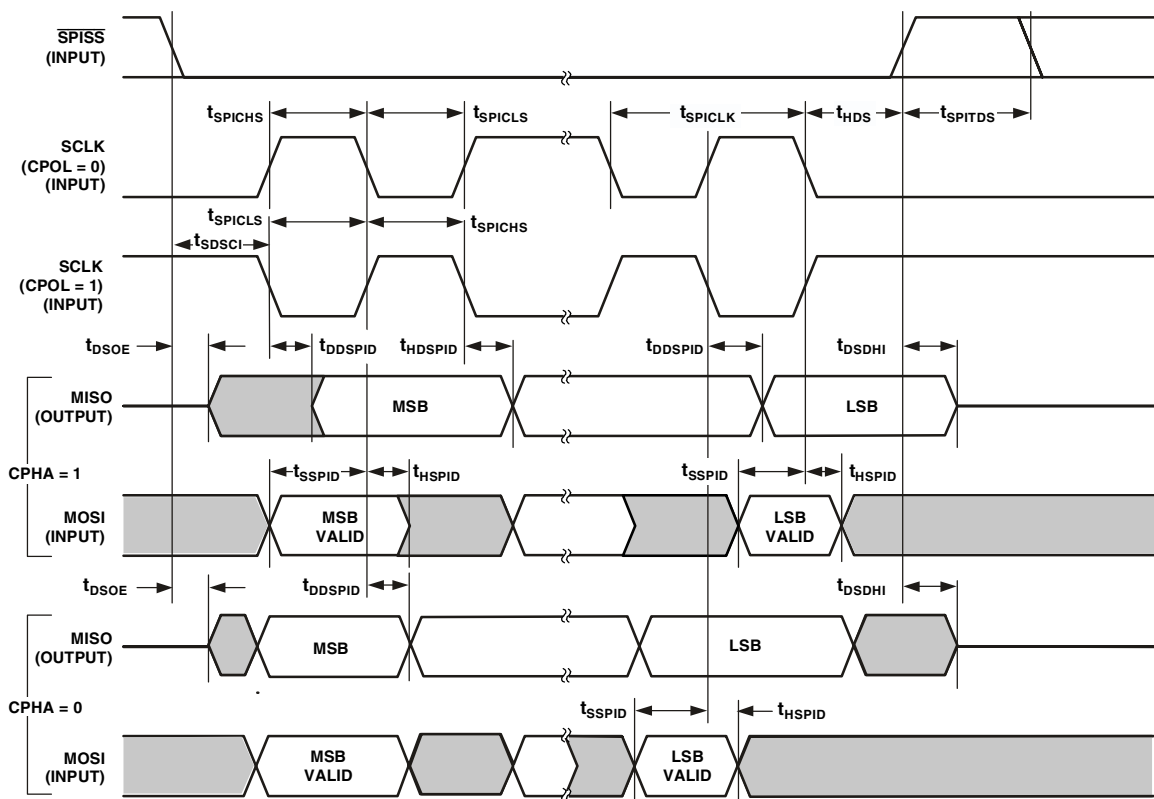 SPISS
(INPUT)
tSPICHS
tSPICLS
tSPICLK
tHDS
tSPITDS
SCLK
(CPOL = 0)
(INPUT)
tSPICLS
tSPICHS
tSDSCI
SCLK
(CPOL = 1)
(INPUT)
tDSOE
tDDSPID
tHDSPID
tDDSPID
tDSDHI
MISO
(OUTPUT)
MSB
LSB
CPHA = 1
tSSPID
tHSPID
tSSPID
tHSPID
MOSI
(INPUT)
MSB
VALID
LSB
VALID
tDSOE
tDDSPID
tDSDHI
MISO
(OUTPUT)
MSB
LSB
CPHA = 0
tSSPID
tHSPID
MOSI
(INPUT)
MSB
VALID
LSB
VALID